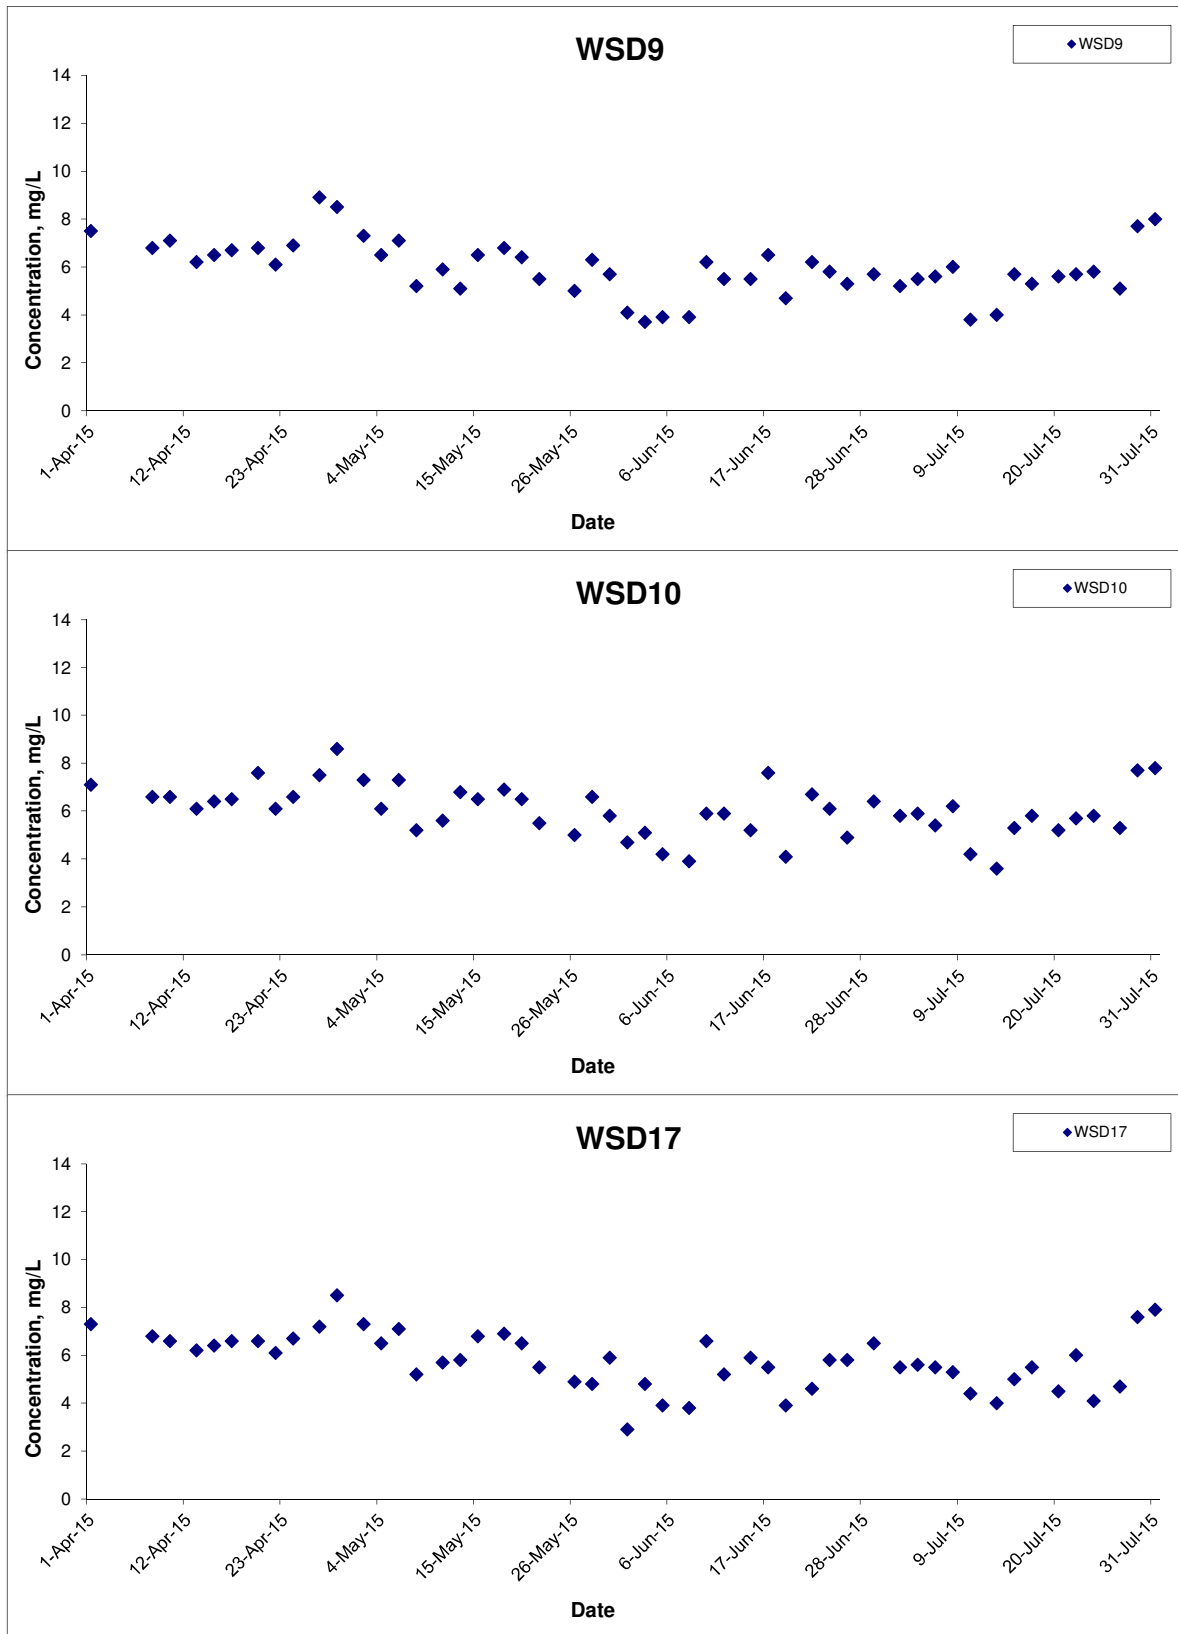 WSD9
WSD9
14
12
10
8
6
4
2
0
Concentration, mg/L
1-Apr-15
12-Apr-15
23-Apr-15
4-May-15
15-May-15
26-May-15
6-Jun-15
17-Jun-15
28-Jun-15
9-Jul-15
20-Jul-15
31-Jul-15
Date
WSD10
WSD10
14
12
10
8
6
4
2
0
Concentration, mg/L
1-Apr-15
12-Apr-15
23-Apr-15
4-May-15
15-May-15
26-May-15
6-Jun-15
17-Jun-15
28-Jun-15
9-Jul-15
20-Jul-15
31-Jul-15
Date
WSD17
WSD17
14
12
10
8
6
4
2
0
Concentration, mg/L
1-Apr-15
12-Apr-15
23-Apr-15
4-May-15
15-May-15
26-May-15
6-Jun-15
17-Jun-15
28-Jun-15
9-Jul-15
20-Jul-15
31-Jul-15
Date